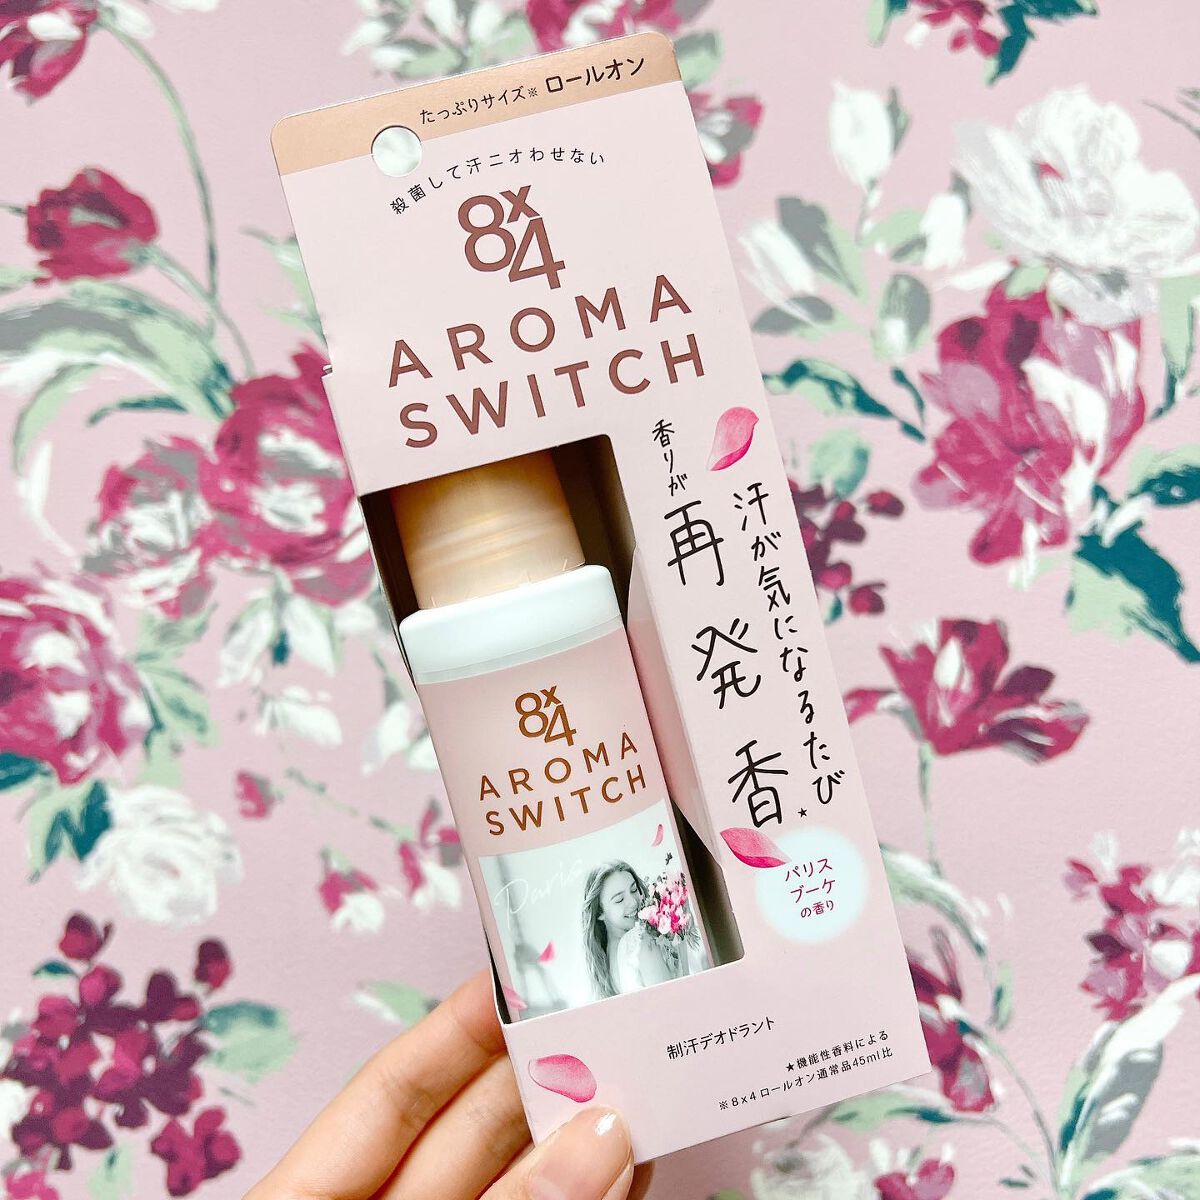 たっぷりサイズ※ ロールオン
殺菌して汗ニオわせない
8x4
AROMA
SWITCH
汗が気になるたび
香りが
再発香★
パリス
ブーケ
の香り
8x4
AROMA
SWITCH
Paris
制汗デオドラント
★機能性香料による
※8x4 ロールオン通常品45ml比